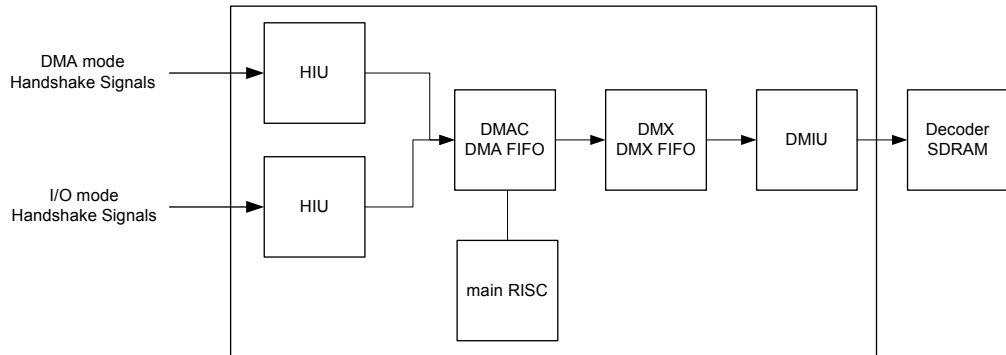 DMA mode
Handshake Signals
HIU
I/O mode
Handshake Signals
HIU
DMAC
DMA FIFO
DMX
DMX FIFO
DMIU
Decoder
SDRAM
main RISC